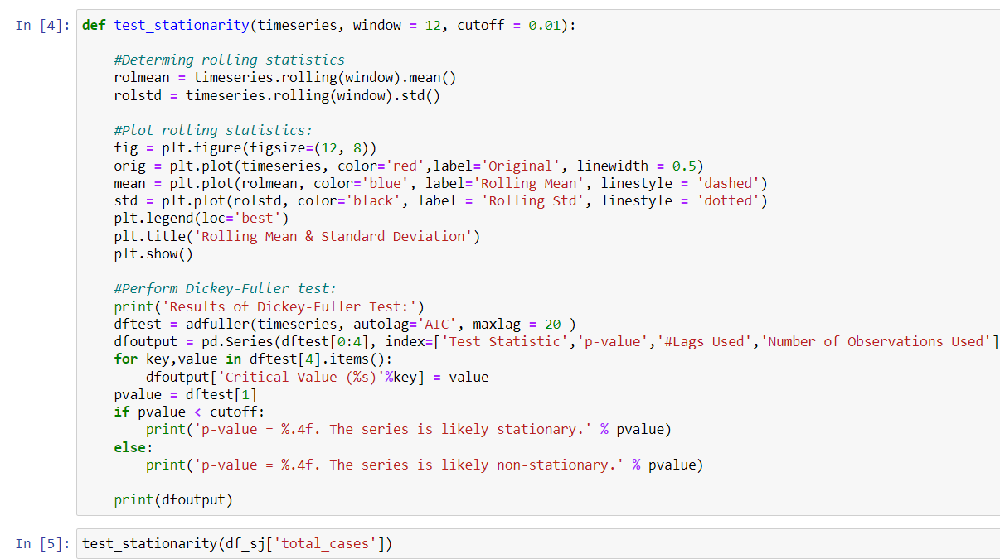 In [4]: def test_stationarity(timeseries, window = 12, cutoff = 0.01):
#Determing rolling statistics
rolmean = timeseries.rolling(window).mean()
rolstd = timeseries.rolling(window).std()
#Plot rolling statistics:
fig = plt.figure(figsize=(12, 8))
orig = plt.plot(timeseries, color='red',label='Original', linewidth = 0.5)
mean = plt.plot(rolmean, color='blue', label='Rolling Mean', linestyle = 'dashed')
std = plt.plot(rolstd, color='black', label = 'Rolling Std', linestyle = 'dotted')
plt.legend(loc='best')
plt.title('Rolling Mean & Standard Deviation')
plt.show()
#Perform Dickey-Fuller test:
print('Results of Dickey-Fuller Test:')
dftest = adfuller(timeseries, autolag='AIC', maxlag = 20 )
dfoutput = pd.Series(dftest[0:4], index=['Test Statistic','p-value','#Lags Used','Number of Observations Used']
for key,value in dftest[4].items():
dfoutput['Critical Value (%s)'%key] = value
pvalue = dftest[1]
if pvalue < cutoff:
print('p-value = %.4f. The series is likely stationary.' % pvalue)
else:
print('p-value = %.4f. The series is likely non-stationary.' % pvalue)
print(dfoutput)
In [5]: test_stationarity(df_sj['total_cases'])